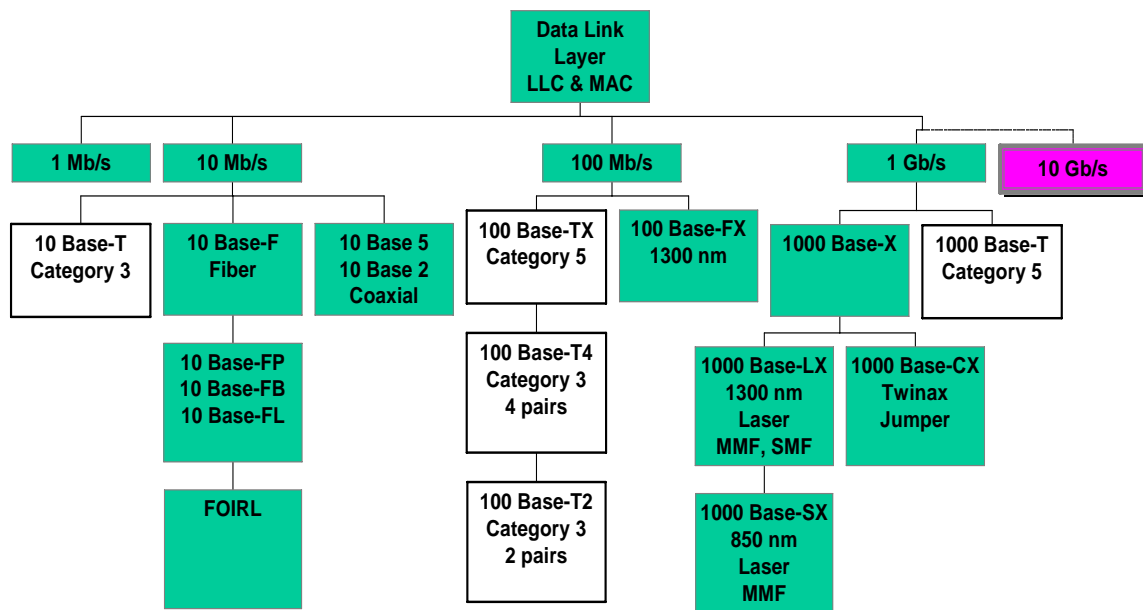 Data Link
Layer
LLC & MAC
1 Mb/s
10 Mb/s
100 Mb/s
1 Gb/s
10 Gb/s
10 Base-T
Category 3
10 Base-F
Fiber
10 Base 5
10 Base 2
Coaxial
100 Base-TX
Category 5
100 Base-FX
1300 nm
1000 Base-X
1000 Base-T
Category 5
10 Base-FP
10 Base-FB
10 Base-FL
100 Base-T4
Category 3
4 pairs
1000 Base-LX
1300 nm
Laser
MMF, SMF
1000 Base-CX
Twinax
Jumper
FOIRL
100 Base-T2
Category 3
2 pairs
1000 Base-SX
850 nm
Laser
MMF